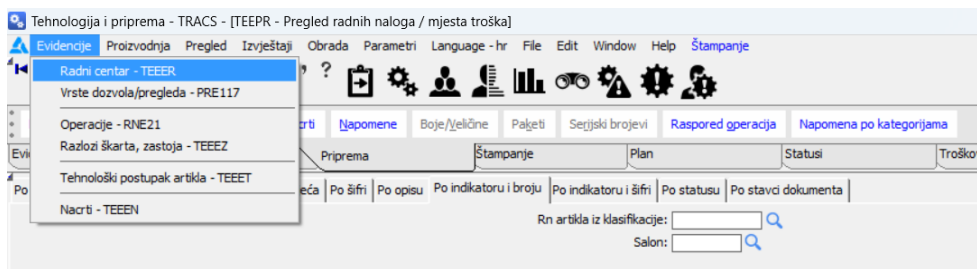 Tehnologija i priprema - TRACS - [TEEPR - Pregled radnih naloga / mjesta troška]
Evidencije Proizvodnja Pregled Izvještaji Obrada Parametri Language - hr File Edit Window Help Štampanje
Radni centar - TEEER
?
Vrste dozvola/pregleda - PRE117
Operacije - RNE21
Napomene Boje/Veličine Paketi Serijski brojevi Raspored operacija Napomena po kategorijama
Razlozi škarta, zastoja - TEEEZ
Priprema Štampanje Plan Statusi
Tehnološki postupak artikla - TEEET
Po Po šifri Po opisu Po indikatoru i broju Po indikatoru i šifri Po statusu Po stavci dokumenta
Nacrti - TEEEN
Rn artikla iz klasifikacije:
Salon: